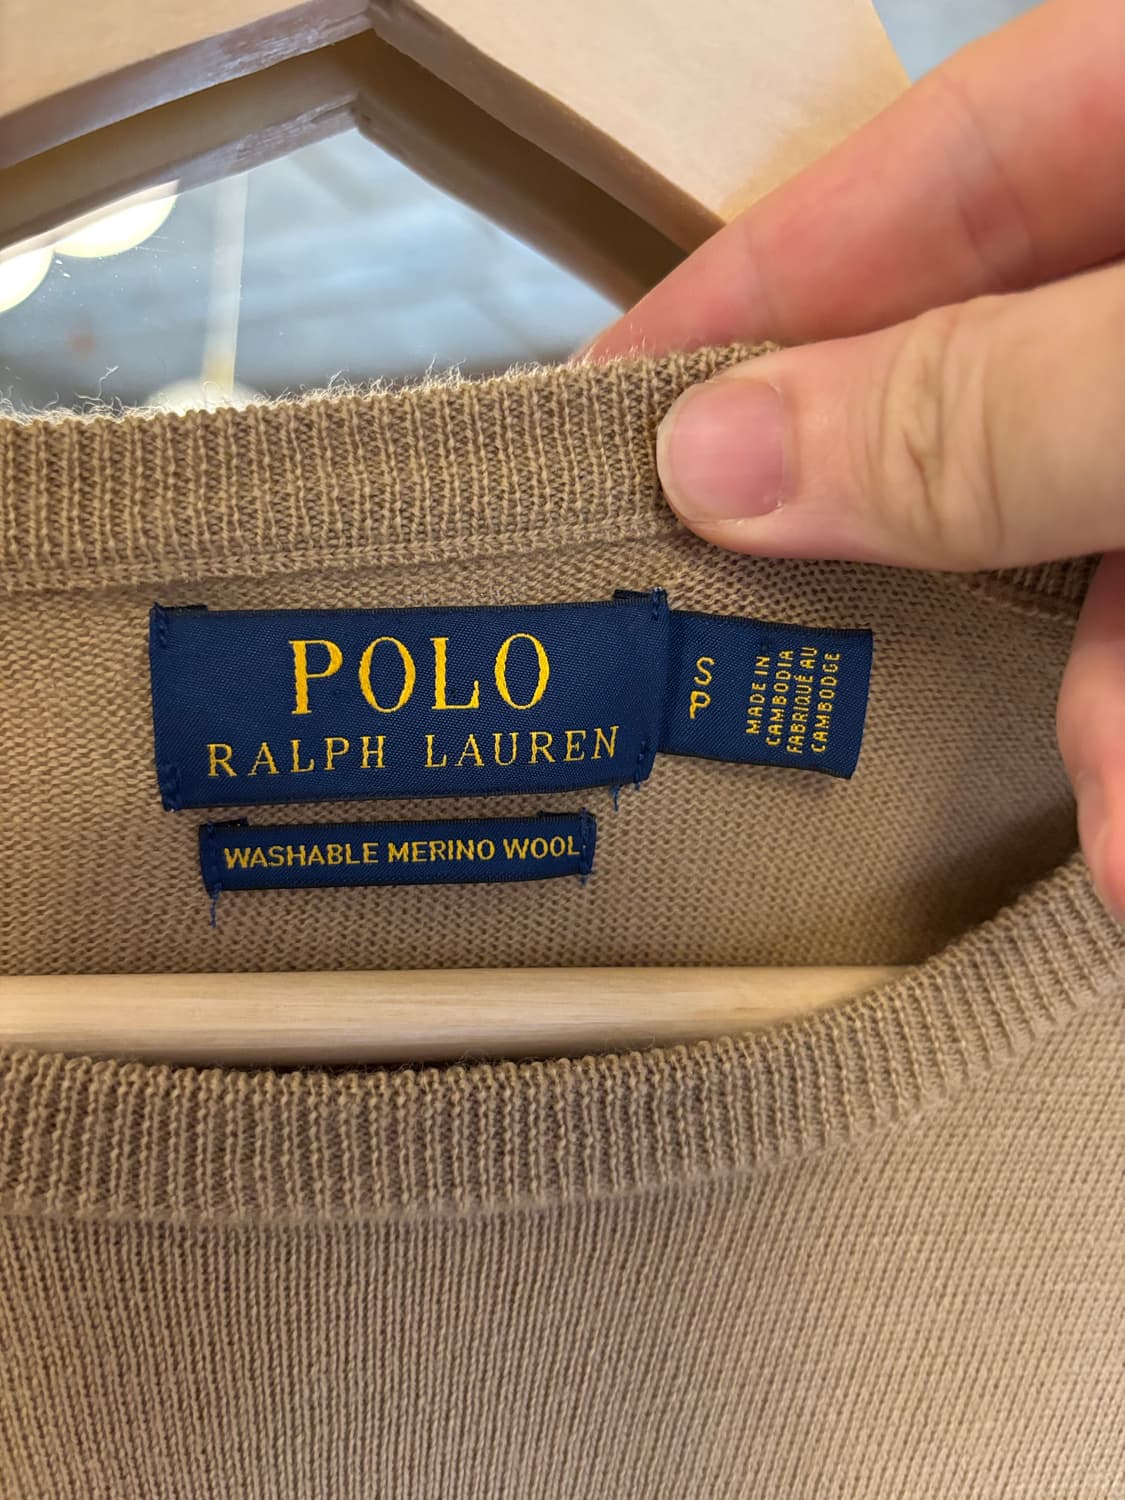 POLO
RALPH LAUREN
S
P
MADE IN
CAMBODIA
FABRIQUÉ AU
CAMBODGE
WASHABLE MERINO WOOL